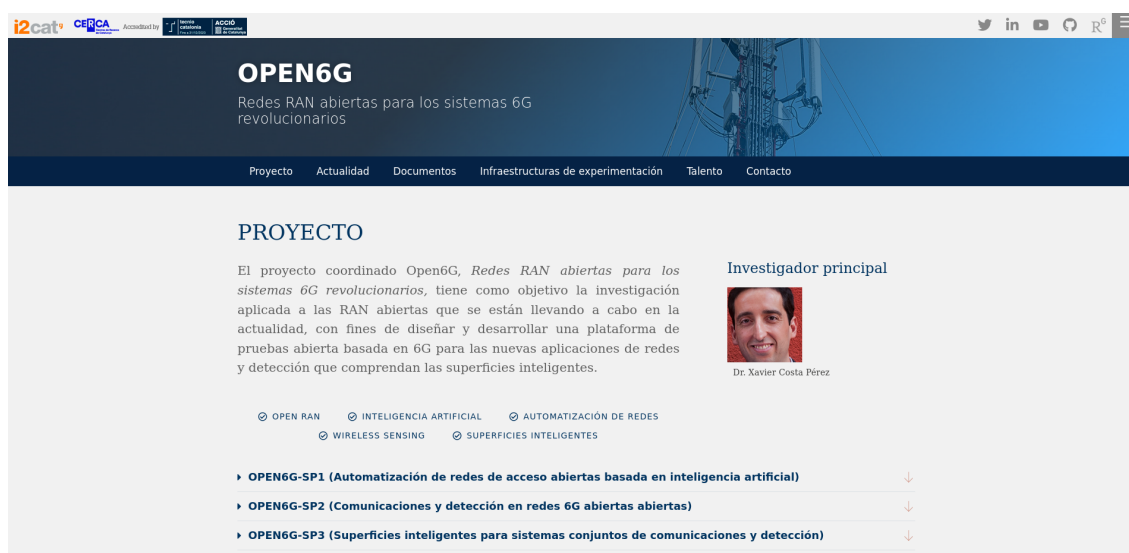 i2cat
CERCA
Accredited by
tecnio
catalonia
ACCIÓ
Generalitat
de Catalunya
OPEN6G
Redes RAN abiertas para los sistemas 6G
revolucionarios
Proyecto Actualidad Documentos Infraestructuras de experimentación Talento Contacto
PROYECTO
El proyecto coordinado Open6G, Redes RAN abiertas para los
sistemas 6G revolucionarios, tiene como objetivo la investigación
aplicada a las RAN abiertas que se están llevando a cabo en la
actualidad, con fines de diseñar y desarrollar una plataforma de
pruebas abierta basada en 6G para las nuevas aplicaciones de redes
y detección que comprendan las superficies inteligentes.
Investigador principal
Dr. Xavier Costa Pérez
OPEN RAN INTELIGENCIA ARTIFICIAL AUTOMATIZACIÓN DE REDES
WIRELESS SENSING SUPERFICIES INTELIGENTES
OPEN6G-SP1 (Automatización de redes de acceso abiertas basada en inteligencia artificial)
OPEN6G-SP2 (Comunicaciones y detección en redes 6G abiertas abiertas)
OPEN6G-SP3 (Superficies inteligentes para sistemas conjuntos de comunicaciones y detección)